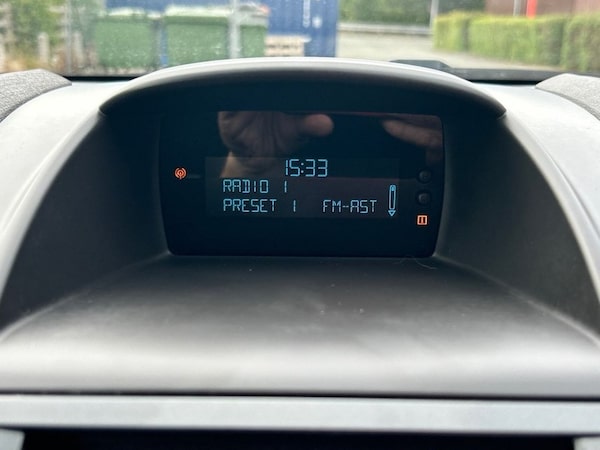 15:33
RADIO 1
PRESET 1 FM-AST